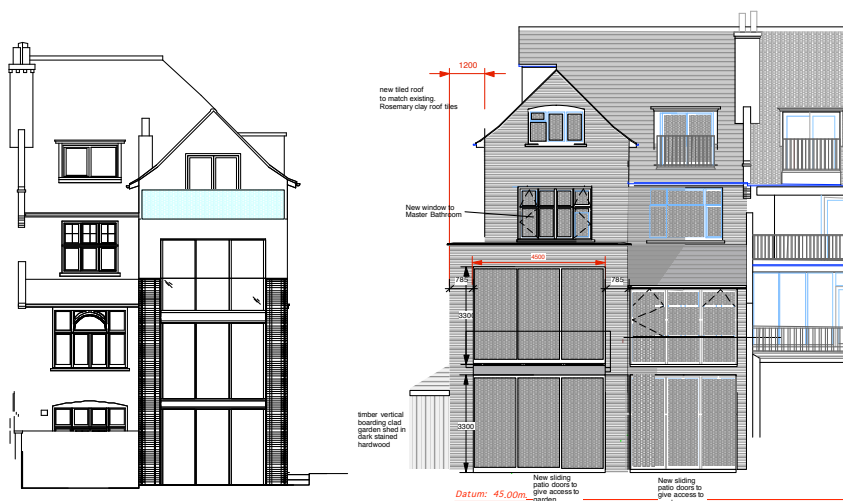 1200
new tiled roof
to match existing.
Rosemary clay roof tiles
New window to
Master Bathroom
4500
785
785
3300
3300
timber vertical
boarding clad
garden shed in
dark stained
hardwood
Datum: 45.00m.
New sliding
patio doors to
give access to
garden
New sliding
patio doors to
give access to